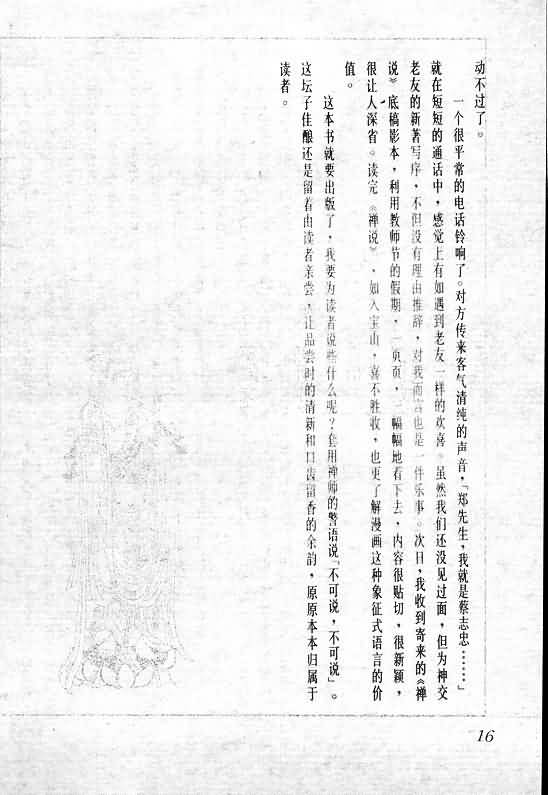 动不过了。
一个很平常的电话铃响了。对方传来客气清纯的声音，「郑先生，我就是蔡志忠……」
就在短短的通话中，感觉上有如遇到老友一样的欢喜。虽然我们还没见过面，但为神交
老友的新著写序，不但没有理由推辞，对我而言也是一件乐事。次日，我收到寄来的《禅
说》底稿影本，利用教师节的假期，一页页，一幅幅地看下去，内容很贴切，很新颖，
很让人深省。读完《禅说》，如入宝山，喜不胜收，也更了解漫画这种象征式语言的价
值。
这本书就要出版了，我要为读者说些什么呢？套用禅师的警语说「不可说，不可说」。
这坛子佳酿还是留着由读者亲尝，让品尝时的清新和口齿留香的余韵，原原本本归属于
读者。
16